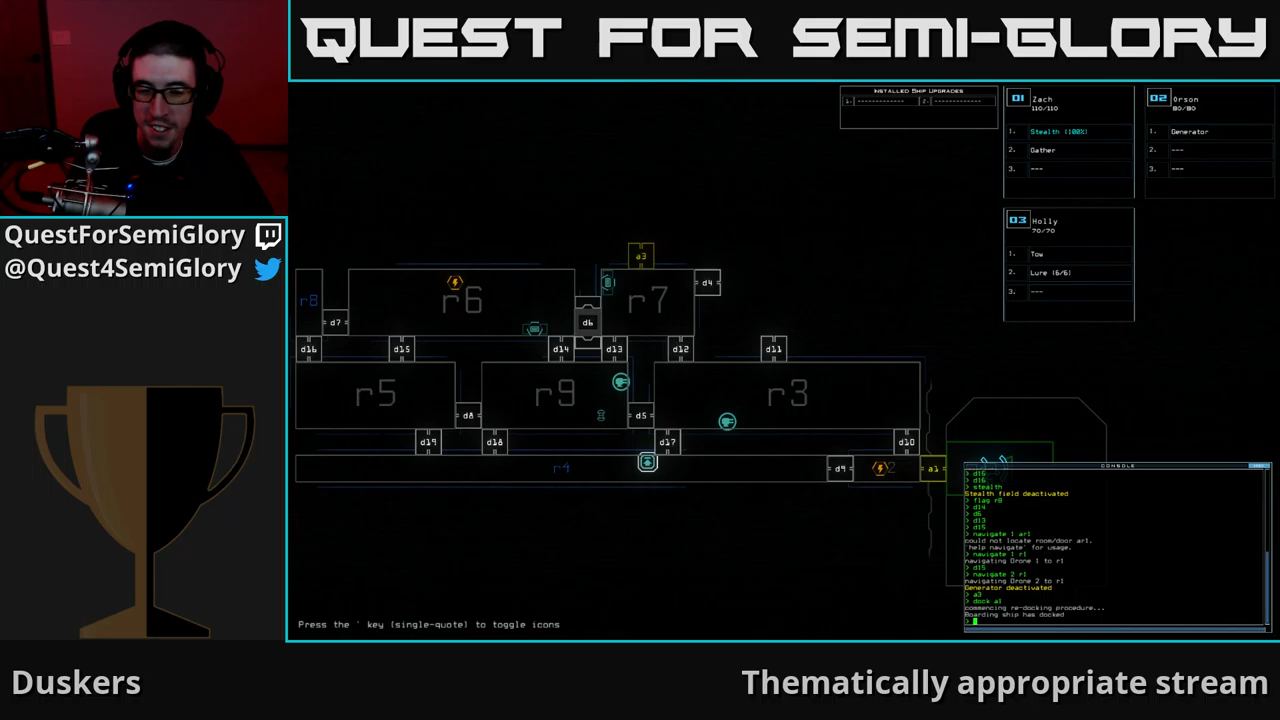 QUEST FOR SEMI-GLORY
QuestForSemiGlory
@Quest4SemiGlory
Installed Ship Upgrades
1. ------------- 2. -------------
01 Zach
110/110
1. Stealth (100%)
2. Gather
3. ---
02 Orson
80/80
1. Generator
2. ---
3. ---
03 Holly
70/70
1. Tow
2. Lure (6/6)
3. ---
a3
r8
r6
r7
d4
d7
d6
d16
d15
d14
d13
d12
d11
r5
r9
r3
d8
d5
d19
d18
d17
d10
r4
d9
a1
CONSOLE
> stealth
Stealth field deactivated
> flag r8
> d14
> d6
> d13
> d15
> navigate 1 ar1
could not locate room/door ar1.
'help navigate' for usage.
> navigate 1 r1
navigating Drone 1 to r1
> d15
> navigate 2 r1
navigating Drone 2 to r1
Generator deactivated
> a3
> dock a1
commencing re-docking procedure...
Boarding ship has docked
>
Press the ' key (single-quote) to toggle icons
Duskers
Thematically appropriate stream